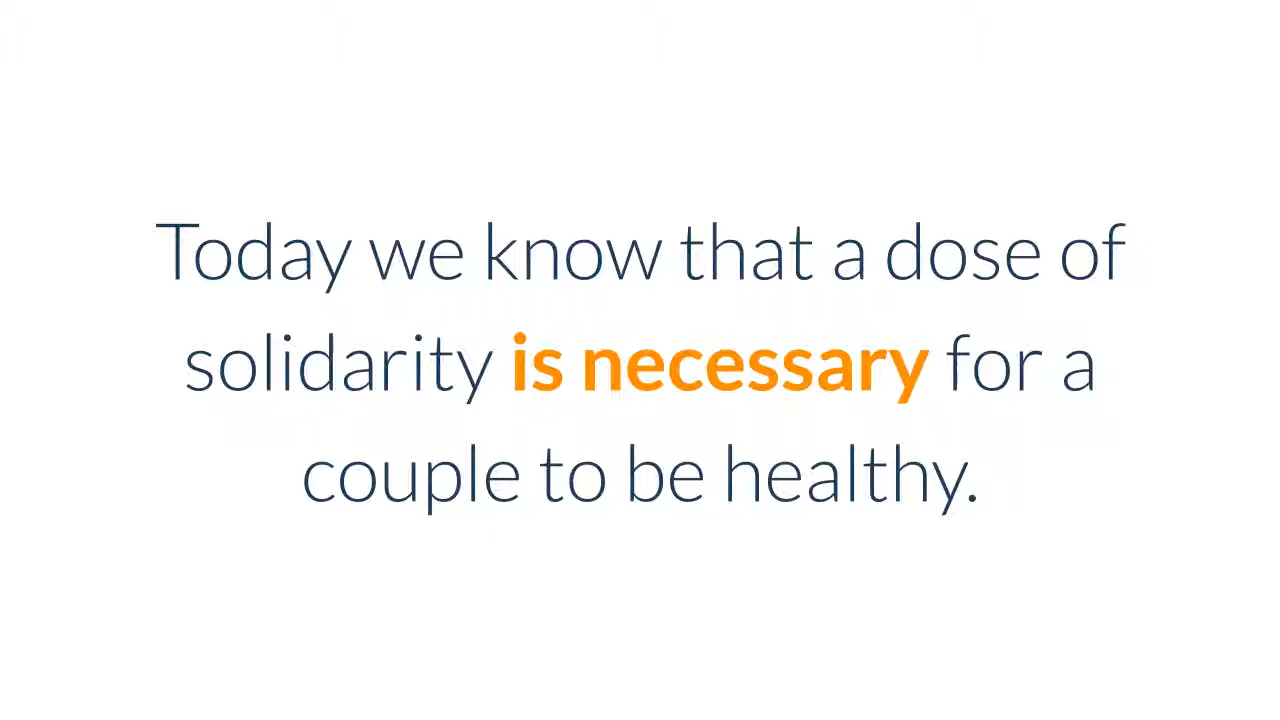 Today we know that a dose of
solidarity is necessary for a
couple to be healthy.